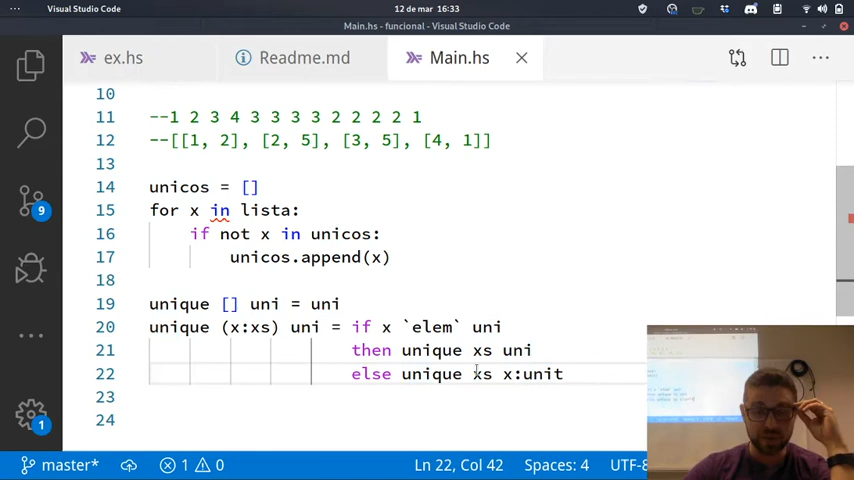 12 de mar 16:33
Main.hs - funcional - Visual Studio Code
Visual Studio Code
ex.hs
Readme.md
Main.hs
10
11 --1 2 3 4 3 3 3 3 2 2 2 2 1
12 --[[1, 2], [2, 5], [3, 5], [4, 1]]
13
14 unicos = []
15 for x in lista:
16 if not x in unicos:
17 unicos.append(x)
18
19 unique [] uni = uni
20 unique (x:xs) uni = if x `elem` uni
21 then unique xs uni
22 else unique xs x:unit
23
24
9
1
master* 1 0 Ln 22, Col 42 Spaces: 4 UTF-8